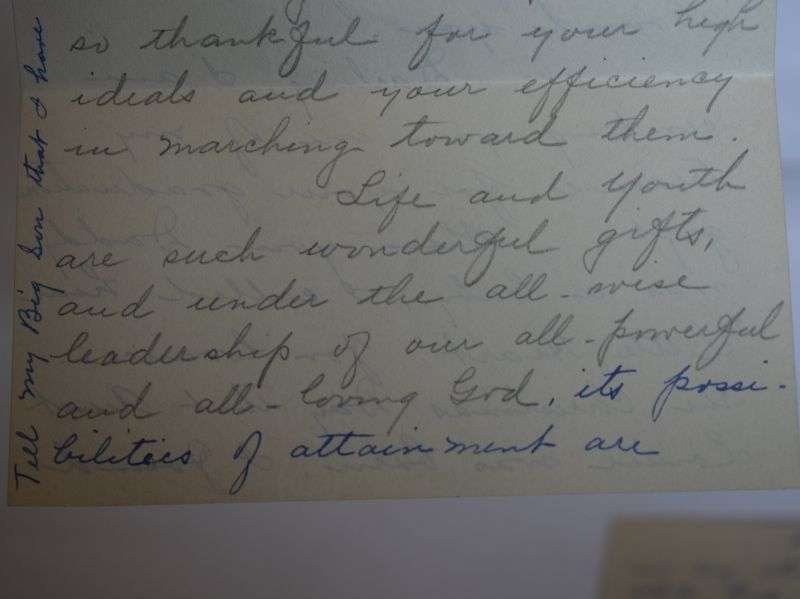 so thankful for your high
ideals and your efficiency
in marching toward them.
Life and Youth
are such wonderful gifts,
and under the all-wise
leadership of our all-powerful
and all-loving God, its possi-
bilities of attainment are
Tell my Big Son that I have